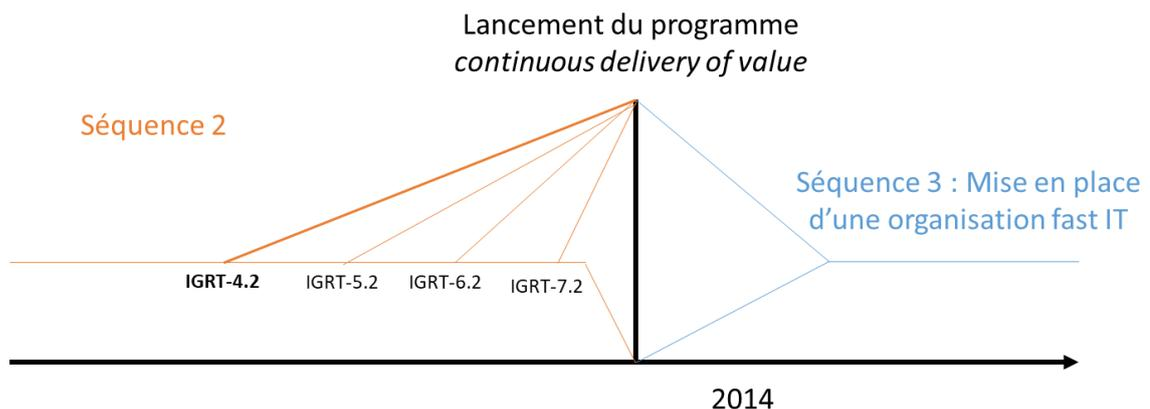 Lancement du programme
continuous delivery of value
Séquence 2
Séquence 3 : Mise en place
d’une organisation fast IT
IGRT-4.2
IGRT-5.2
IGRT-6.2
IGRT-7.2
2014